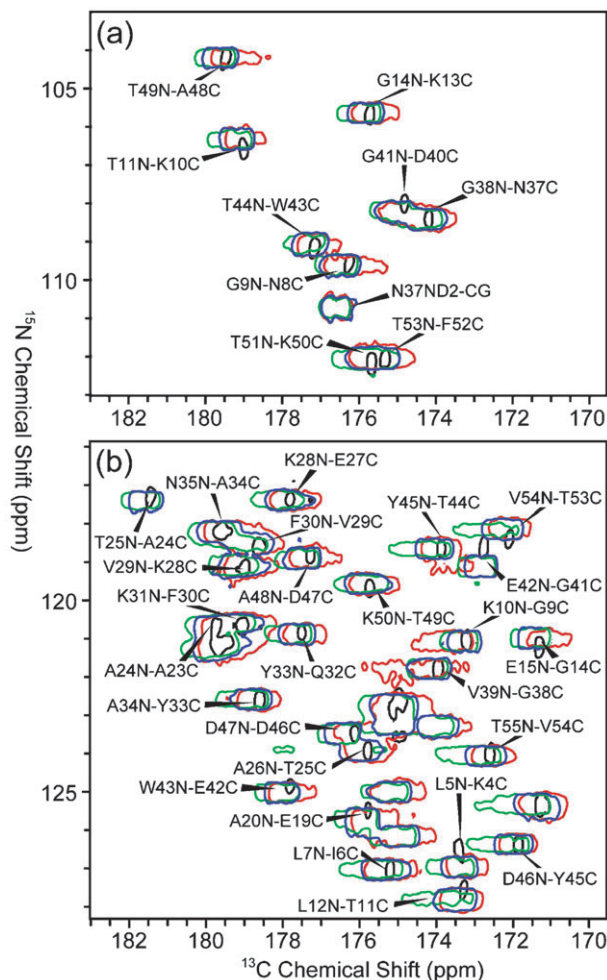 (a)
105
T49N-A48C
G14N-K13C
T11N-K10C
G41N-D40C
G38N-N37C
T44N-W43C
110
G9N-N8C
N37ND2-CG
T51N-K50C
T53N-F52C
182 180 178 176 174 172 170
15N Chemical Shift (ppm)
(b)
K28N-E27C
N35N-A34C
Y45N-T44C
V54N-T53C
F30N-V29C
T25N-A24C
V29N-K28C
A48N-D47C
E42N-G41C
K31N-F30C
K50N-T49C
K10N-G9C
120
A24N-A23C
Y33N-Q32C
E15N-G14C
V39N-G38C
A34N-Y33C
D47N-D46C
T55N-V54C
A26N-T25C
W43N-E42C
L5N-K4C
125
A20N-E19C
L7N-I6C
D46N-Y45C
L12N-T11C
182 180 178 176 174 172 170
13C Chemical Shift (ppm)